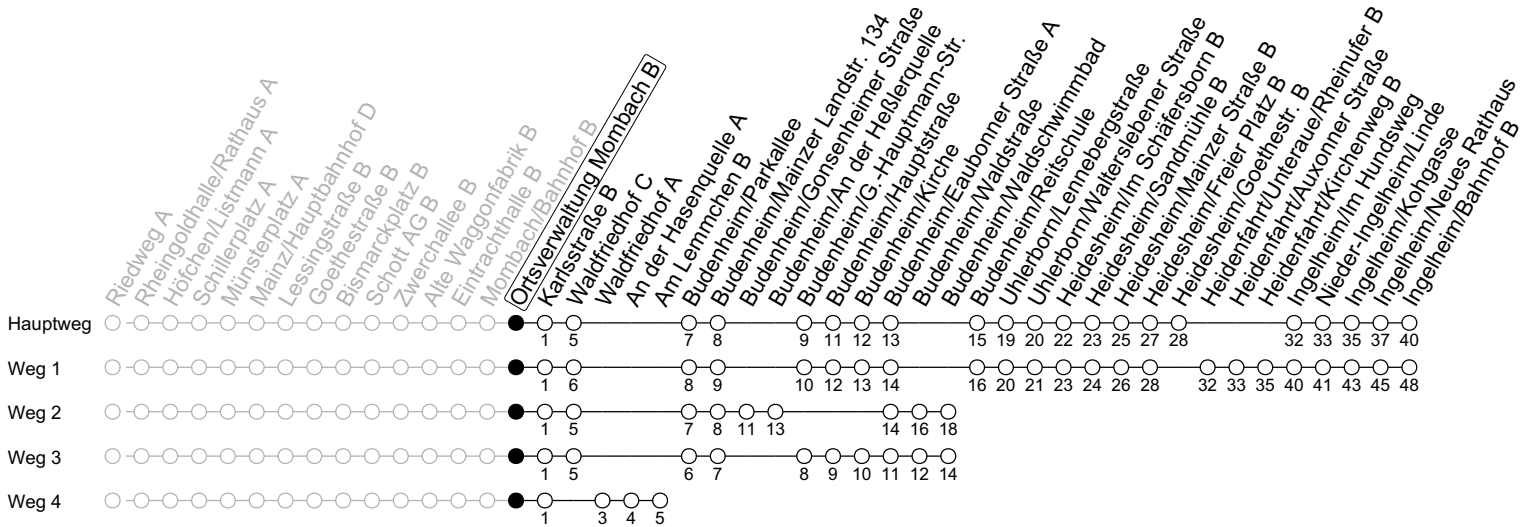 Riedweg A
Rheingoldhalle/Rathaus A
Höfchen/Listmann A
Schillerplatz A
Münsterplatz A
Mainz/Hauptbahnhof D
Lessingstraße B
Goethestraße B
Bismarckplatz B
Schott AG B
Zwerchallee B
Alte Waggonfabrik B
Eintrachthalle B
Mombach/Bahnhof B
Ortsverwaltung Mombach B
Karlsstraße B
Waldfriedhof C
Waldfriedhof A
An der Hasenquelle A
Am Lemmchen B
Budenheim/Parkallee
Budenheim/Mainzer Landstr. 134
Budenheim/Gonsenheimer Straße
Budenheim/An der Heßlerquelle
Budenheim/G.-Hauptmann-Str.
Budenheim/Hauptstraße
Budenheim/Kirche
Budenheim/Eaubonner Straße A
Budenheim/Waldstraße
Budenheim/Waldschwimmbad
Budenheim/Reitschule
Uhlerborn/Lennebergstraße
Uhlerborn/Walterslebener Straße
Heidesheim/Im Schäfersborn B
Heidesheim/Sandmühle B
Heidesheim/Mainzer Straße B
Heidesheim/Freier Platz B
Heidesheim/Goethestr. B
Heidenfahrt/Unteraue/Rheinufer B
Heidenfahrt/Auxonner Straße
Heidenfahrt/Kirchenweg B
Ingelheim/Im Hundsweg
Nieder-Ingelheim/Linde
Ingelheim/Kohgasse
Ingelheim/Neues Rathaus
Ingelheim/Bahnhof B
Hauptweg
1 5 7 8 9 11 12 13 15 19 20 22 23 25 27 28 32 33 35 37 40
Weg 1
1 6 8 9 10 12 13 14 16 20 21 23 24 26 28 32 33 35 40 41 43 45 48
Weg 2
1 5 7 8 11 13 14 16 18
Weg 3
1 5 6 7 8 9 10 11 12 14
Weg 4
1 3 4 5